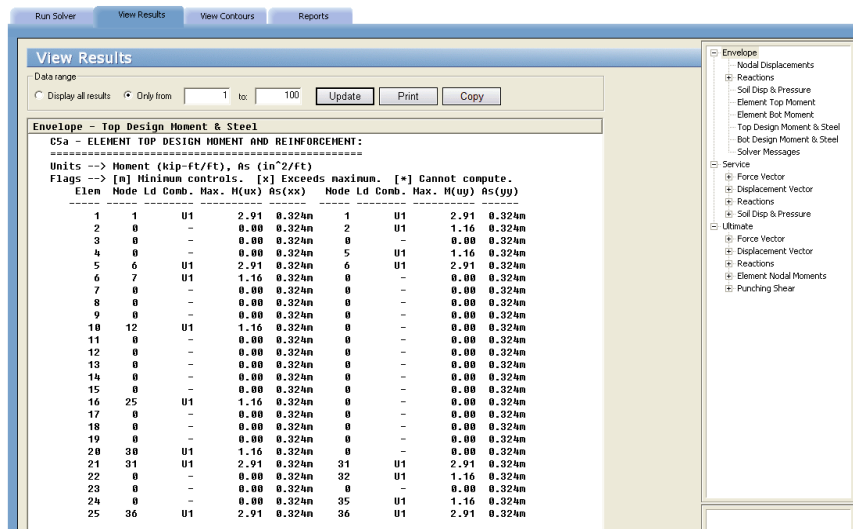 Run Solver View Results View Contours Reports
View Results
Data range
Display all results Only from 1 to: 100 Update Print Copy
Envelope - Top Design Moment & Steel
C5a - ELEMENT TOP DESIGN MOMENT AND REINFORCEMENT:
==================================================
Units --> Moment (kip-ft/ft), As (in^2/ft)
Flags --> [m] Minimum controls. [x] Exceeds maximum. [*] Cannot compute.
Elem Node Ld Comb. Max. M(ux) As(xx) Node Ld Comb. Max. M(uy) As(yy)
----- ----- -------- ---------- ------ ----- -------- ---------- ------
1 1 U1 2.91 0.324m 1 U1 2.91 0.324m
2 0 - 0.00 0.324m 2 U1 1.16 0.324m
3 0 - 0.00 0.324m 0 - 0.00 0.324m
4 0 - 0.00 0.324m 5 U1 1.16 0.324m
5 6 U1 2.91 0.324m 6 U1 2.91 0.324m
6 7 U1 1.16 0.324m 0 - 0.00 0.324m
7 0 - 0.00 0.324m 0 - 0.00 0.324m
8 0 - 0.00 0.324m 0 - 0.00 0.324m
9 0 - 0.00 0.324m 0 - 0.00 0.324m
10 12 U1 1.16 0.324m 0 - 0.00 0.324m
11 0 - 0.00 0.324m 0 - 0.00 0.324m
12 0 - 0.00 0.324m 0 - 0.00 0.324m
13 0 - 0.00 0.324m 0 - 0.00 0.324m
14 0 - 0.00 0.324m 0 - 0.00 0.324m
15 0 - 0.00 0.324m 0 - 0.00 0.324m
16 25 U1 1.16 0.324m 0 - 0.00 0.324m
17 0 - 0.00 0.324m 0 - 0.00 0.324m
18 0 - 0.00 0.324m 0 - 0.00 0.324m
19 0 - 0.00 0.324m 0 - 0.00 0.324m
20 30 U1 1.16 0.324m 0 - 0.00 0.324m
21 31 U1 2.91 0.324m 31 U1 2.91 0.324m
22 0 - 0.00 0.324m 32 U1 1.16 0.324m
23 0 - 0.00 0.324m 0 - 0.00 0.324m
24 0 - 0.00 0.324m 35 U1 1.16 0.324m
25 36 U1 2.91 0.324m 36 U1 2.91 0.324m
Envelope
Nodal Displacements
Reactions
Soil Disp & Pressure
Element Top Moment
Element Bot Moment
Top Design Moment & Steel
Bot Design Moment & Steel
Solver Messages
Service
Force Vector
Displacement Vector
Reactions
Soil Disp & Pressure
Ultimate
Force Vector
Displacement Vector
Reactions
Element Nodal Moments
Punching Shear